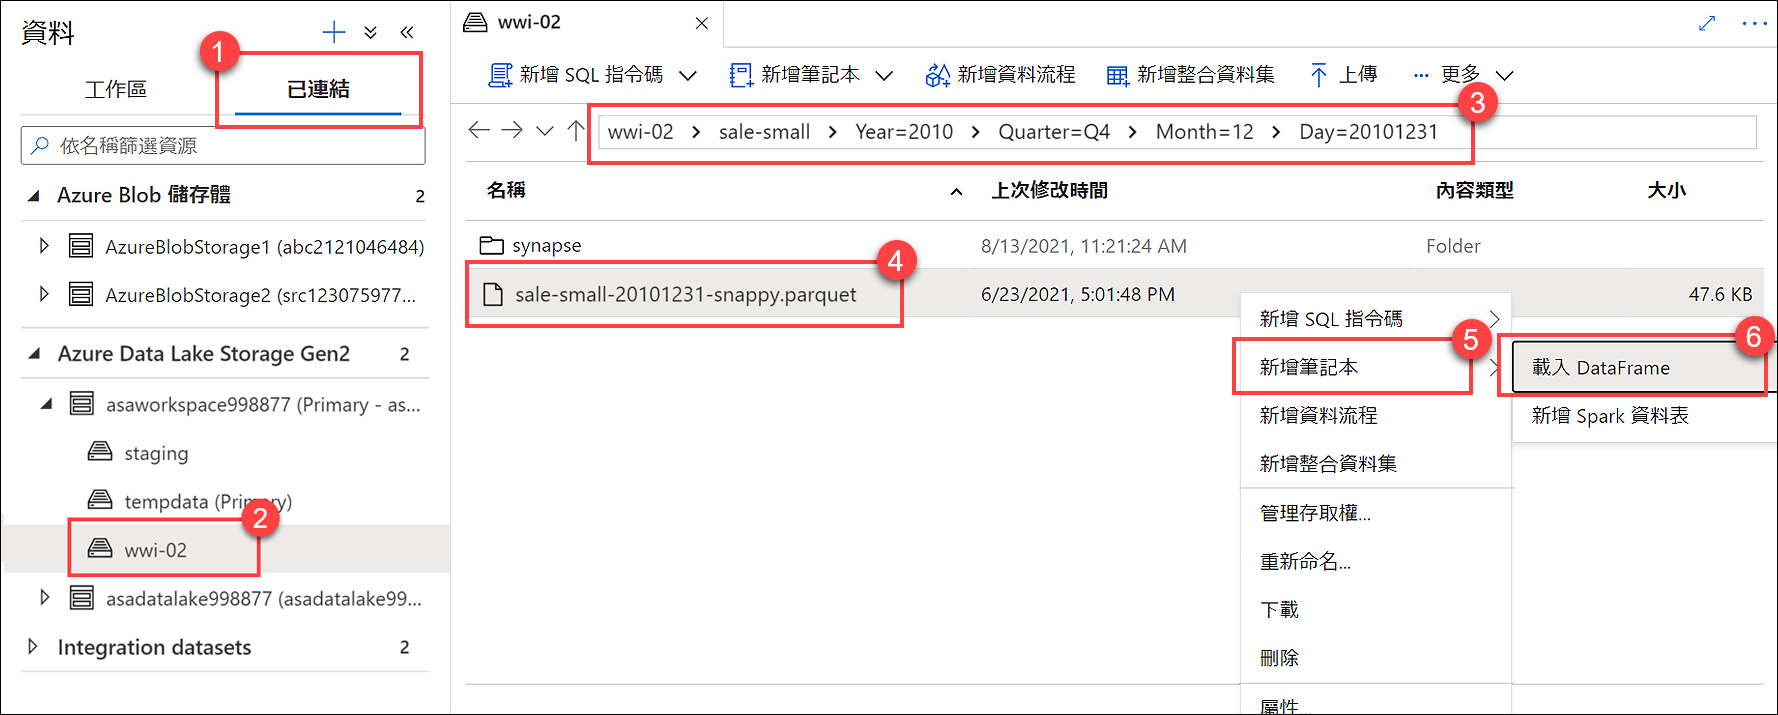 資料
1
工作區
已連結
依名稱篩選資源
Azure Blob 儲存體 2
AzureBlobStorage1 (abc2121046484)
AzureBlobStorage2 (src123075977...
Azure Data Lake Storage Gen2 2
asaworkspace998877 (Primary - as...
staging
tempdata (Primary)
2
wwi-02
asadatalake998877 (asadatalake99...
Integration datasets 2
wwi-02
新增 SQL 指令碼 新增筆記本 新增資料流程 新增整合資料集 上傳 ... 更多
3
wwi-02 > sale-small > Year=2010 > Quarter=Q4 > Month=12 > Day=20101231
名稱 上次修改時間 內容類型 大小
synapse 8/13/2021, 11:21:24 AM Folder
4
sale-small-20101231-snappy.parquet 6/23/2021, 5:01:48 PM 47.6 KB
新增 SQL 指令碼
5
新增筆記本
6
載入 DataFrame
新增 Spark 資料表
新增資料流程
新增整合資料集
管理存取權...
重新命名...
下載
刪除
屬性...